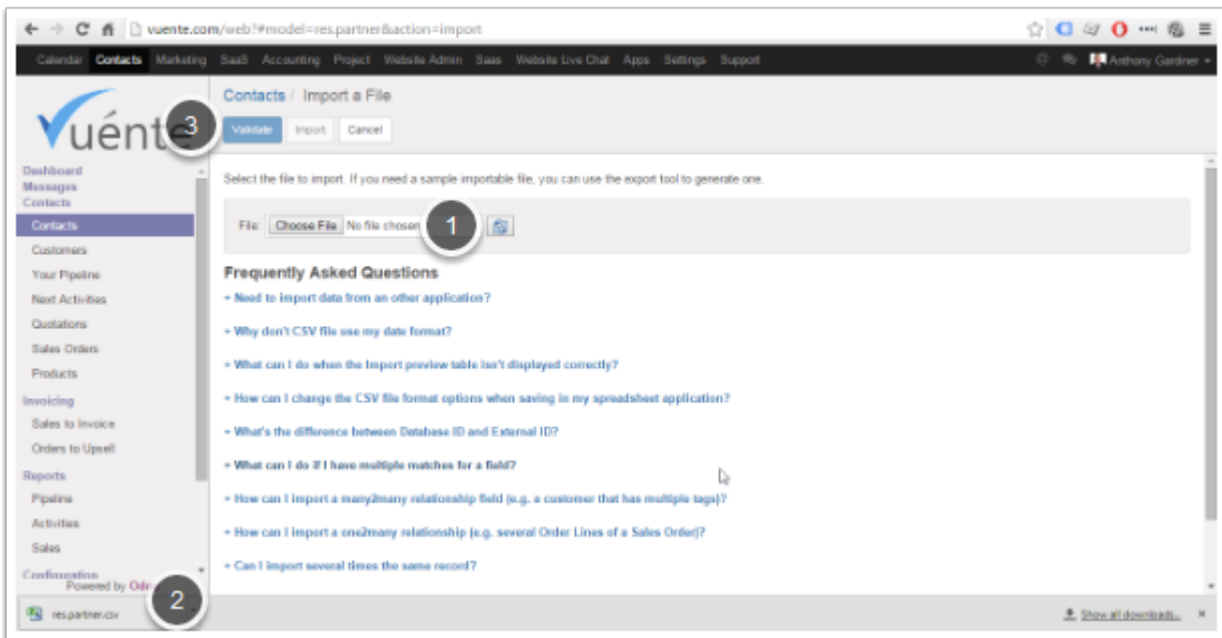 vuente.com/web?#model=res.partner&action=import
Calendar Contacts Marketing SaaS Accounting Project Website Admin Saas Website Live Chat Apps Settings Support Anthony Gardiner
Vuénte
Contacts / Import a File
3
Validate Import Cancel
Select the file to import. If you need a sample importable file, you can use the export tool to generate one.
File: Choose File No file chosen 1
Dashboard
Messages
Contacts
Contacts
Customers
Your Pipeline
Next Activities
Quotations
Sales Orders
Products
Invoicing
Sales to Invoice
Orders to Upsell
Reports
Pipeline
Activities
Sales
Configuration
Powered by
Frequently Asked Questions
- Need to import data from an other application?
- Why don't CSV file use my date format?
- What can I do when the Import preview table isn't displayed correctly?
- How can I change the CSV file format options when saving in my spreadsheet application?
- What's the difference between Database ID and External ID?
- What can I do if I have multiple matches for a field?
- How can I import a many2many relationship field (e.g. a customer that has multiple tags)?
- How can I import a one2many relationship (e.g. several Order Lines of a Sales Order)?
- Can I import several times the same record?
2
res.partner.csv
Show all downloads...